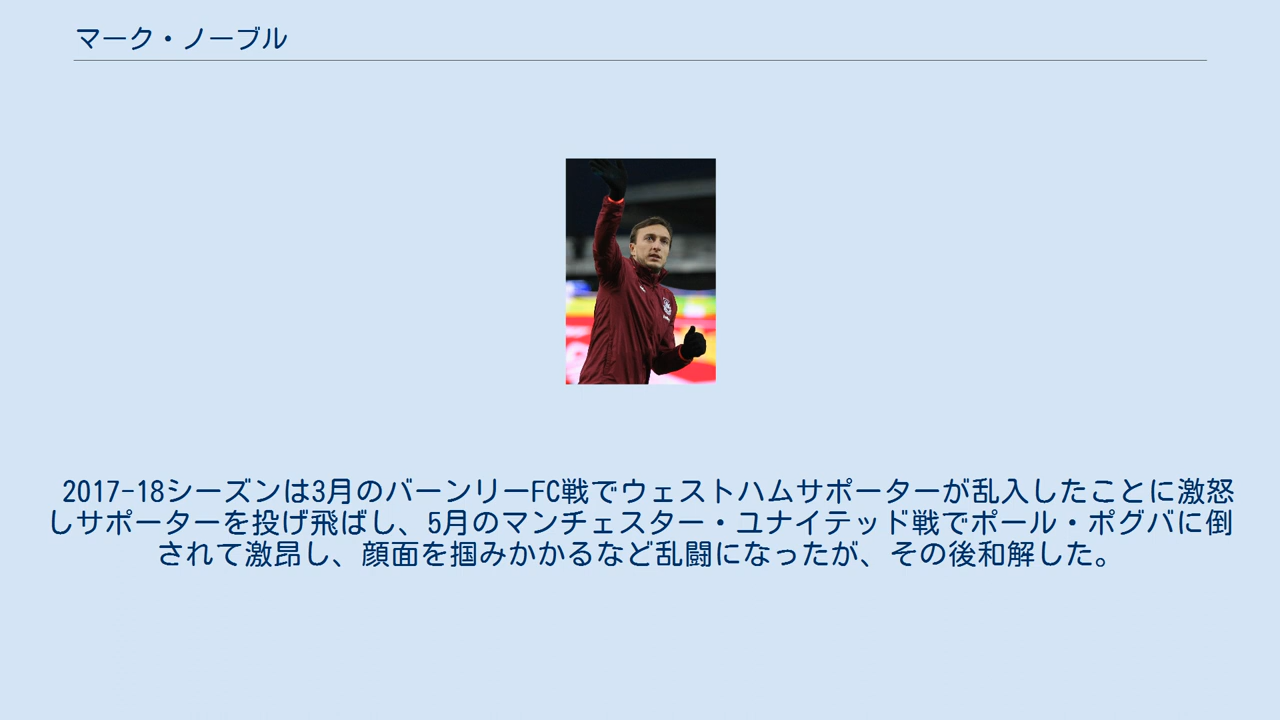 マーク・ノーブル
2017-18シーズンは3月のバーンリーFC戦でウェストハムサポーターが乱入したことに激怒
しサポーターを投げ飛ばし、5月のマンチェスター・ユナイテッド戦でポール・ポグバに倒
されて激昂し、顔面を掴みかかるなど乱闘になったが、その後和解した。